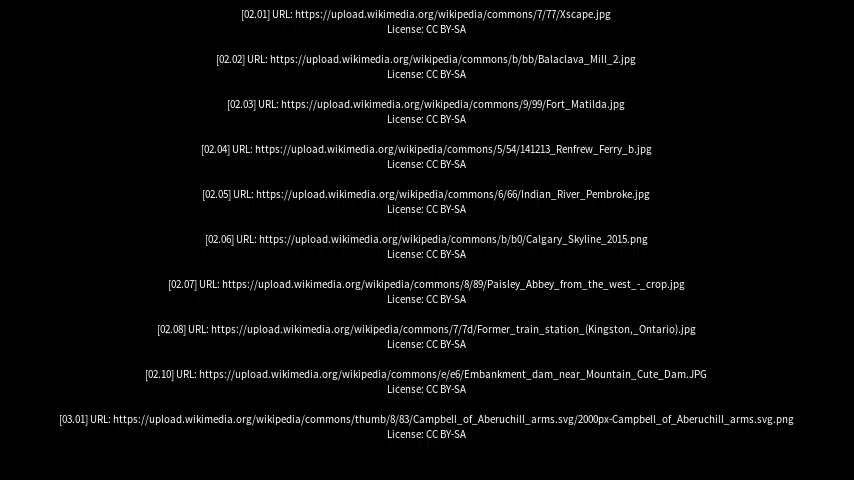 [02.01] URL: https://upload.wikimedia.org/wikipedia/commons/7/77/Xscape.jpg
License: CC BY-SA
[02.02] URL: https://upload.wikimedia.org/wikipedia/commons/b/bb/Balaclava_Mill_2.jpg
License: CC BY-SA
[02.03] URL: https://upload.wikimedia.org/wikipedia/commons/9/99/Fort_Matilda.jpg
License: CC BY-SA
[02.04] URL: https://upload.wikimedia.org/wikipedia/commons/5/54/141213_Renfrew_Ferry_b.jpg
License: CC BY-SA
[02.05] URL: https://upload.wikimedia.org/wikipedia/commons/6/66/Indian_River_Pembroke.jpg
License: CC BY-SA
[02.06] URL: https://upload.wikimedia.org/wikipedia/commons/b/b0/Calgary_Skyline_2015.png
License: CC BY-SA
[02.07] URL: https://upload.wikimedia.org/wikipedia/commons/8/89/Paisley_Abbey_from_the_west_-_crop.jpg
License: CC BY-SA
[02.08] URL: https://upload.wikimedia.org/wikipedia/commons/7/7d/Former_train_station_(Kingston,_Ontario).jpg
License: CC BY-SA
[02.10] URL: https://upload.wikimedia.org/wikipedia/commons/e/e6/Embankment_dam_near_Mountain_Cute_Dam.JPG
License: CC BY-SA
[03.01] URL: https://upload.wikimedia.org/wikipedia/commons/thumb/8/83/Campbell_of_Aberuchill_arms.svg/2000px-Campbell_of_Aberuchill_arms.svg.png
License: CC BY-SA